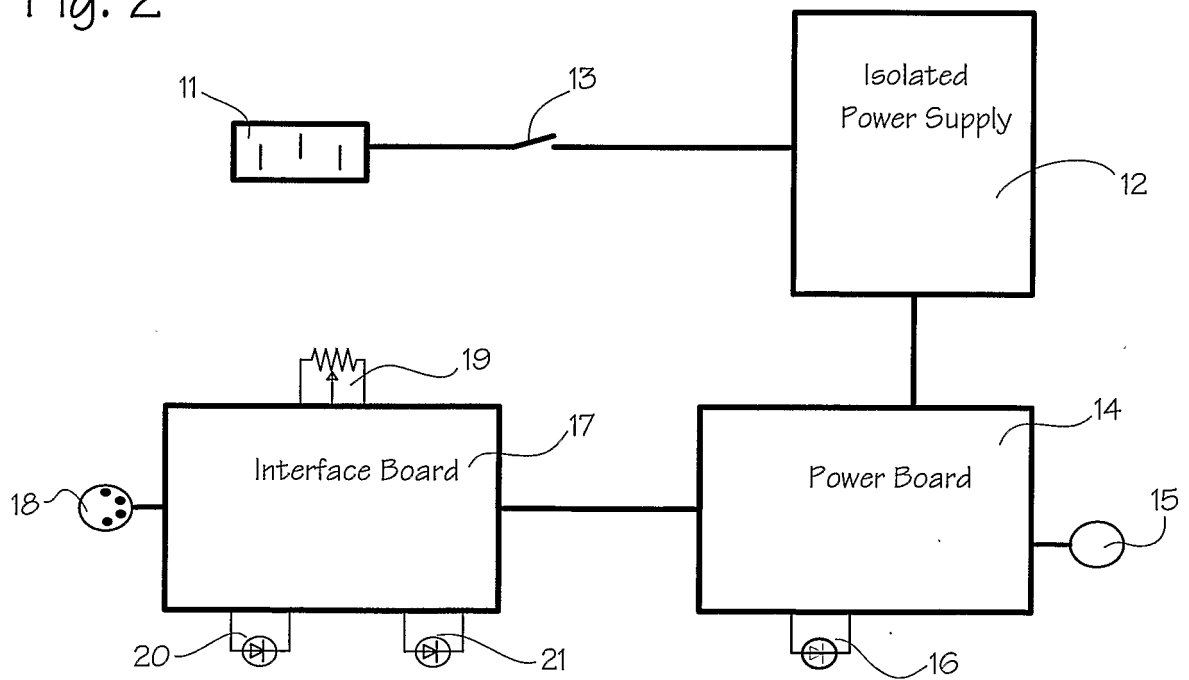 Fig. 2
11
13
Isolated
Power Supply
12
19
14
17
Interface Board
Power Board
18
15
20
21
16